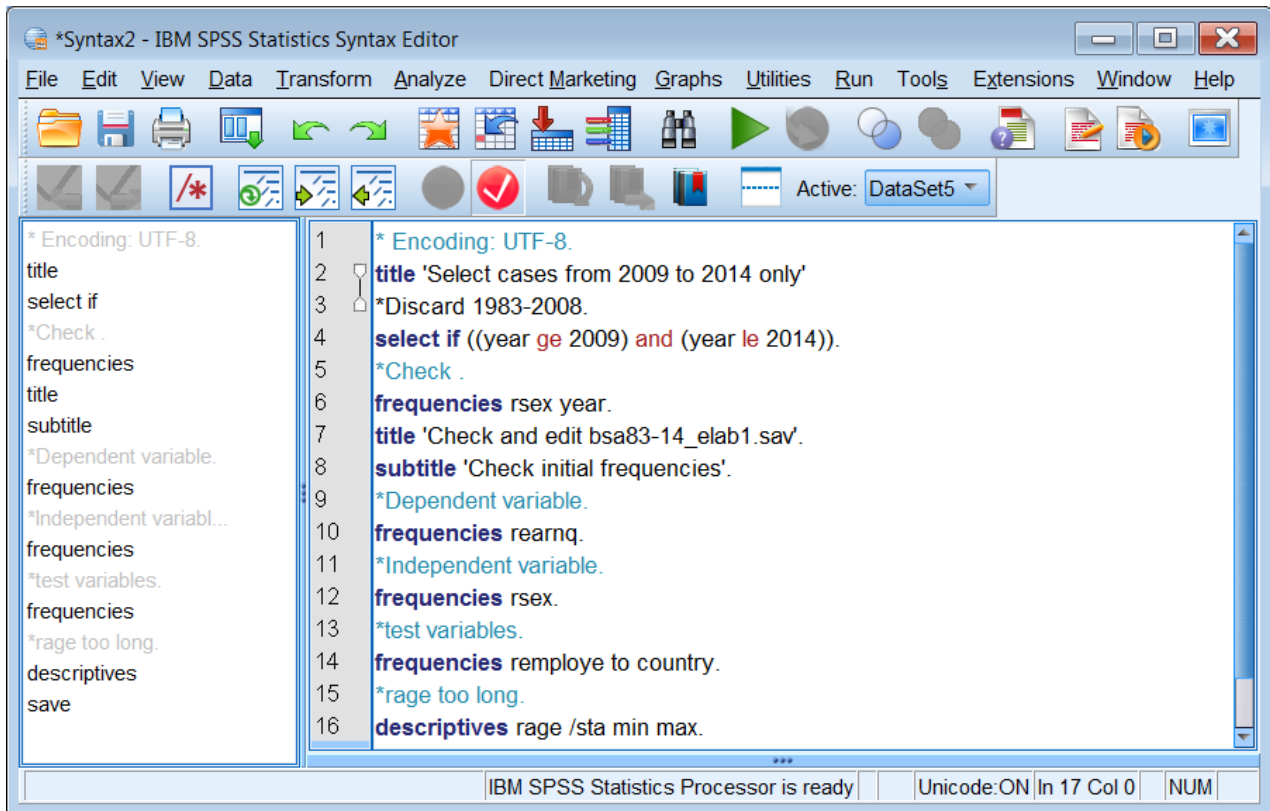 *Syntax2 - IBM SPSS Statistics Syntax Editor
File Edit View Data Transform Analyze Direct Marketing Graphs Utilities Run Tools Extensions Window Help
Active: DataSet5
* Encoding: UTF-8.
title
select if
*Check .
frequencies
title
subtitle
*Dependent variable.
frequencies
*Independent variabl...
frequencies
*test variables.
frequencies
*rage too long.
descriptives
save
1 * Encoding: UTF-8.
2 title 'Select cases from 2009 to 2014 only'
3 *Discard 1983-2008.
4 select if ((year ge 2009) and (year le 2014)).
5 *Check .
6 frequencies rsex year.
7 title 'Check and edit bsa83-14_elab1.sav'.
8 subtitle 'Check initial frequencies'.
9 *Dependent variable.
10 frequencies rearnq.
11 *Independent variable.
12 frequencies rsex.
13 *test variables.
14 frequencies remploye to country.
15 *rage too long.
16 descriptives rage /sta min max.
IBM SPSS Statistics Processor is ready Unicode:ON In 17 Col 0 NUM